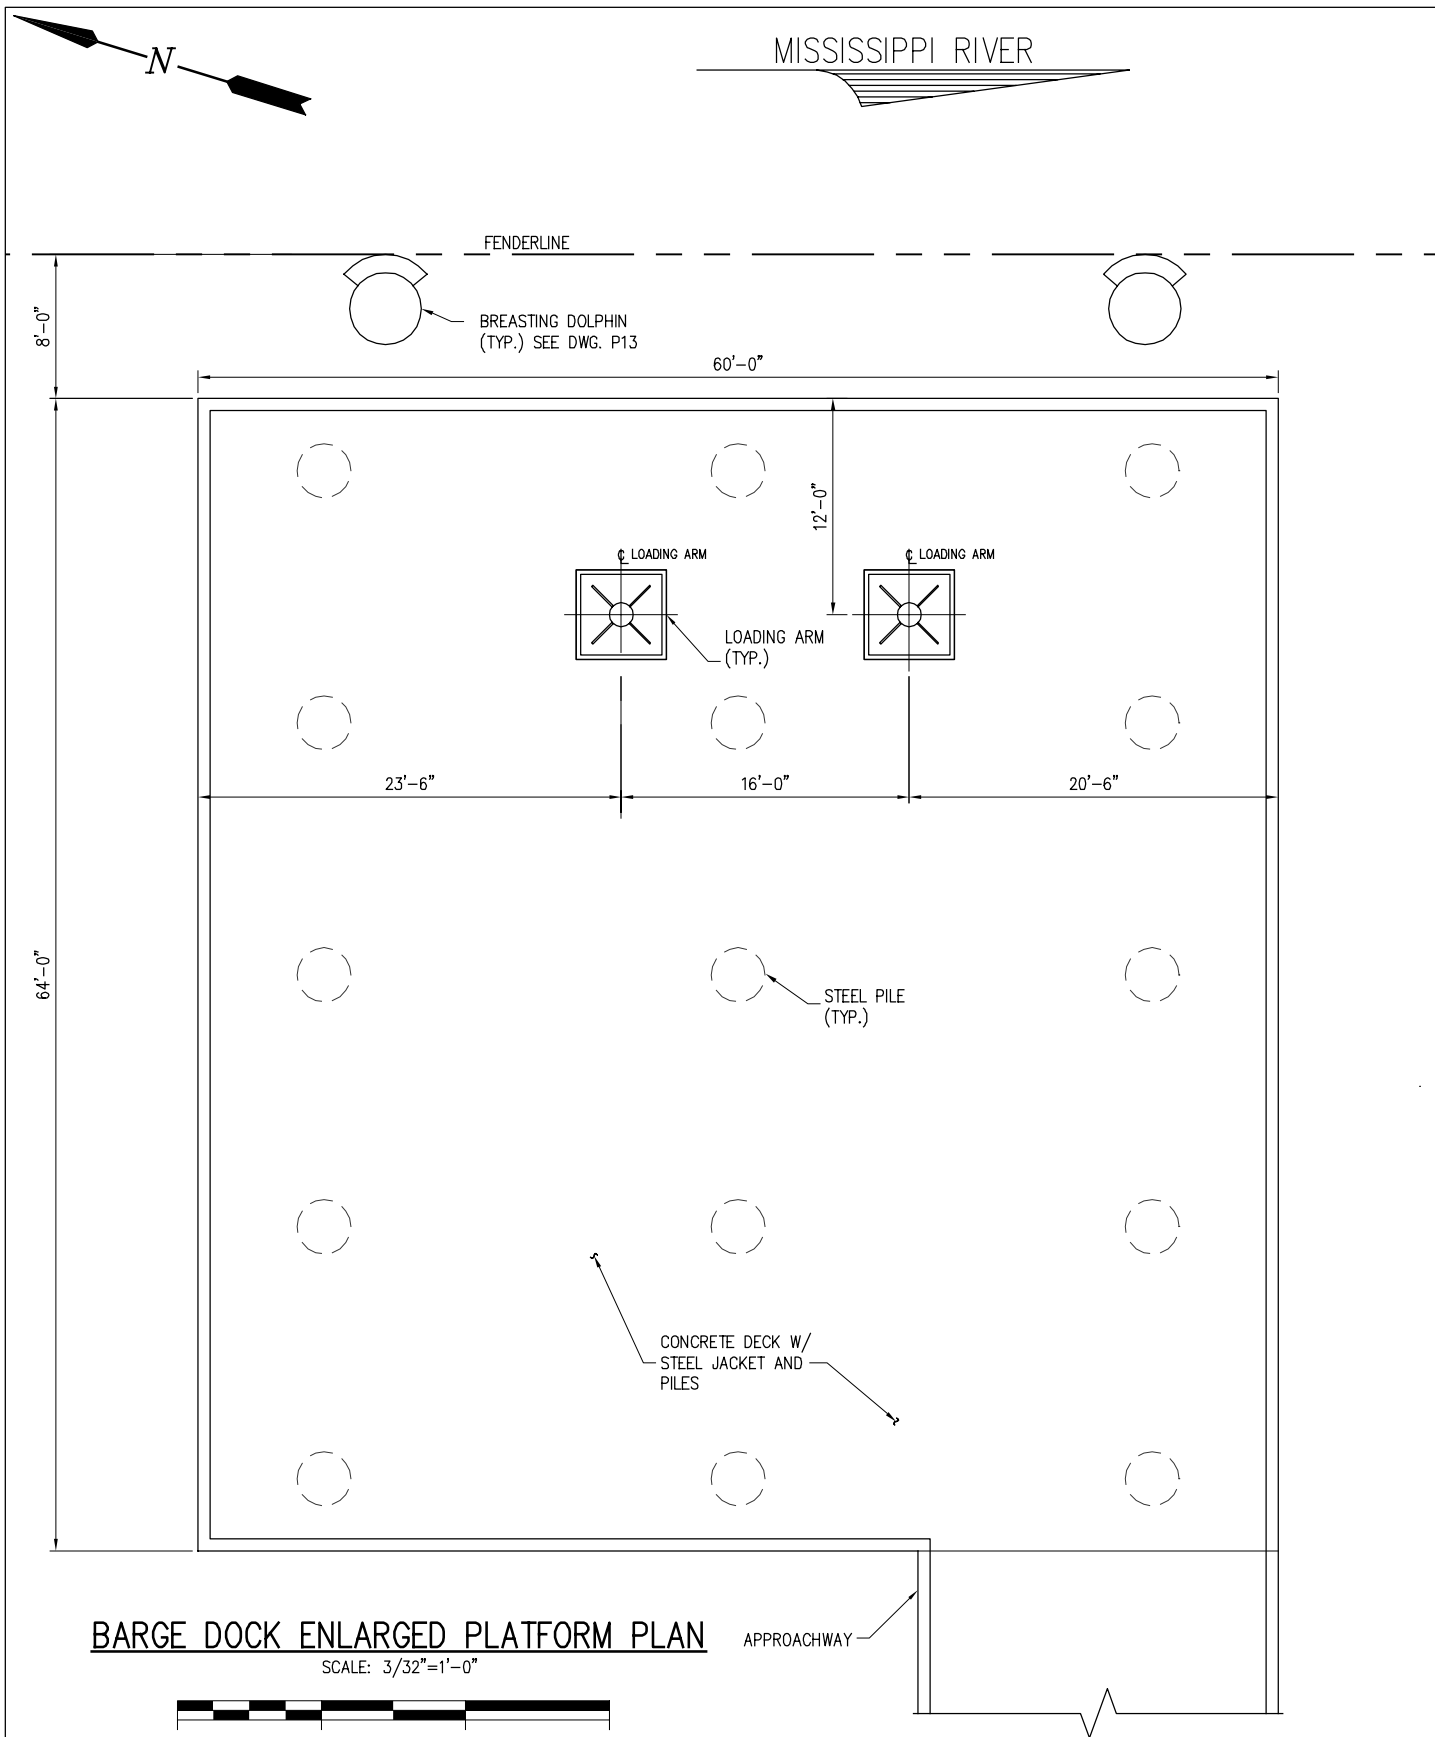 N
MISSISSIPPI RIVER
FENDERLINE
8'-0"
BREASTING DOLPHIN
(TYP.) SEE DWG. P13
60'-0"
12'-0"
℄ LOADING ARM
℄ LOADING ARM
LOADING ARM
(TYP.)
23'-6"
16'-0"
20'-6"
64'-0"
STEEL PILE
(TYP.)
CONCRETE DECK W/
STEEL JACKET AND
PILES
BARGE DOCK ENLARGED PLATFORM PLAN
SCALE: 3/32"=1'-0"
APPROACHWAY